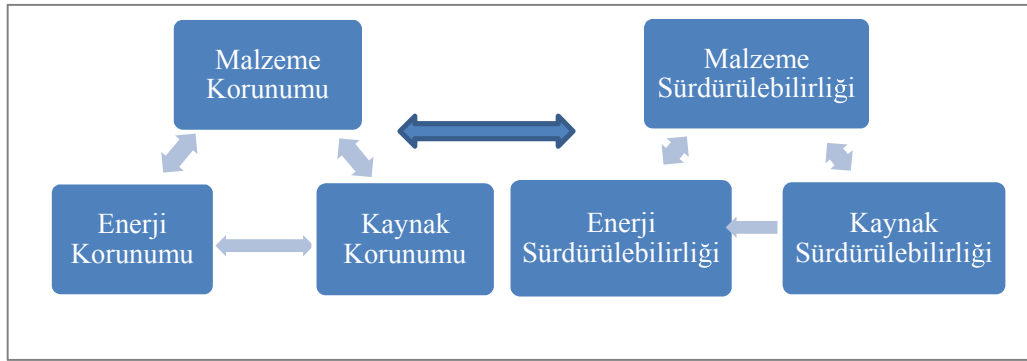 Malzeme
Korunumu
Malzeme
Sürdürülebilirliği
Enerji
Korunumu
Kaynak
Korunumu
Enerji
Sürdürülebilirliği
Kaynak
Sürdürülebilirliği